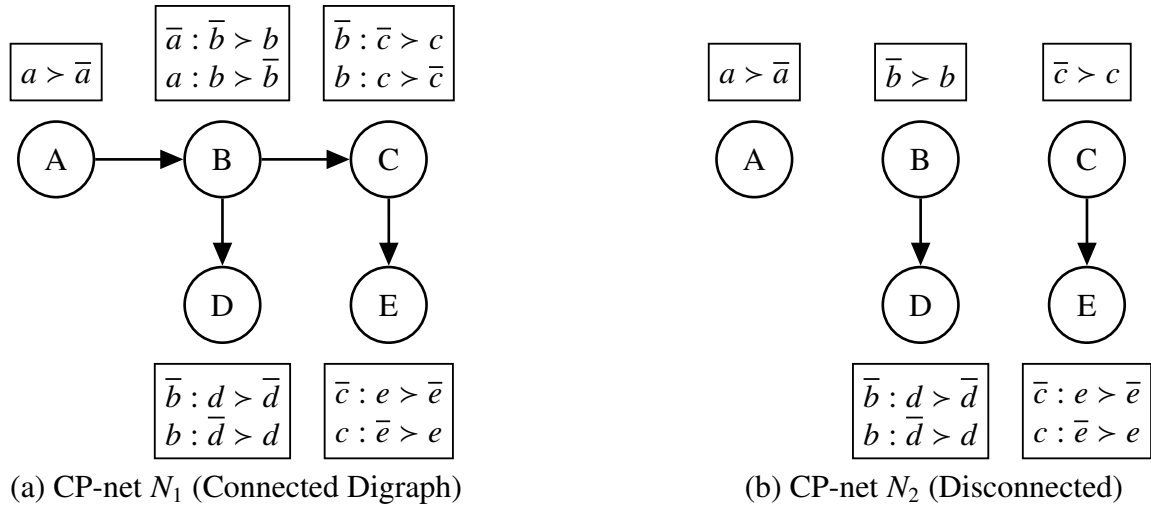 a ≻ a̅
a̅ : b̅ ≻ b
a : b ≻ b̅
b̅ : c̅ ≻ c
b : c ≻ c̅
A
B
C
D
E
b̅ : d ≻ d̅
b : d̅ ≻ d
c̅ : e ≻ e̅
c : e̅ ≻ e
(a) CP-net N₁ (Connected Digraph)
a ≻ a̅
b̅ ≻ b
c̅ ≻ c
A
B
C
D
E
b̅ : d ≻ d̅
b : d̅ ≻ d
c̅ : e ≻ e̅
c : e̅ ≻ e
(b) CP-net N₂ (Disconnected)